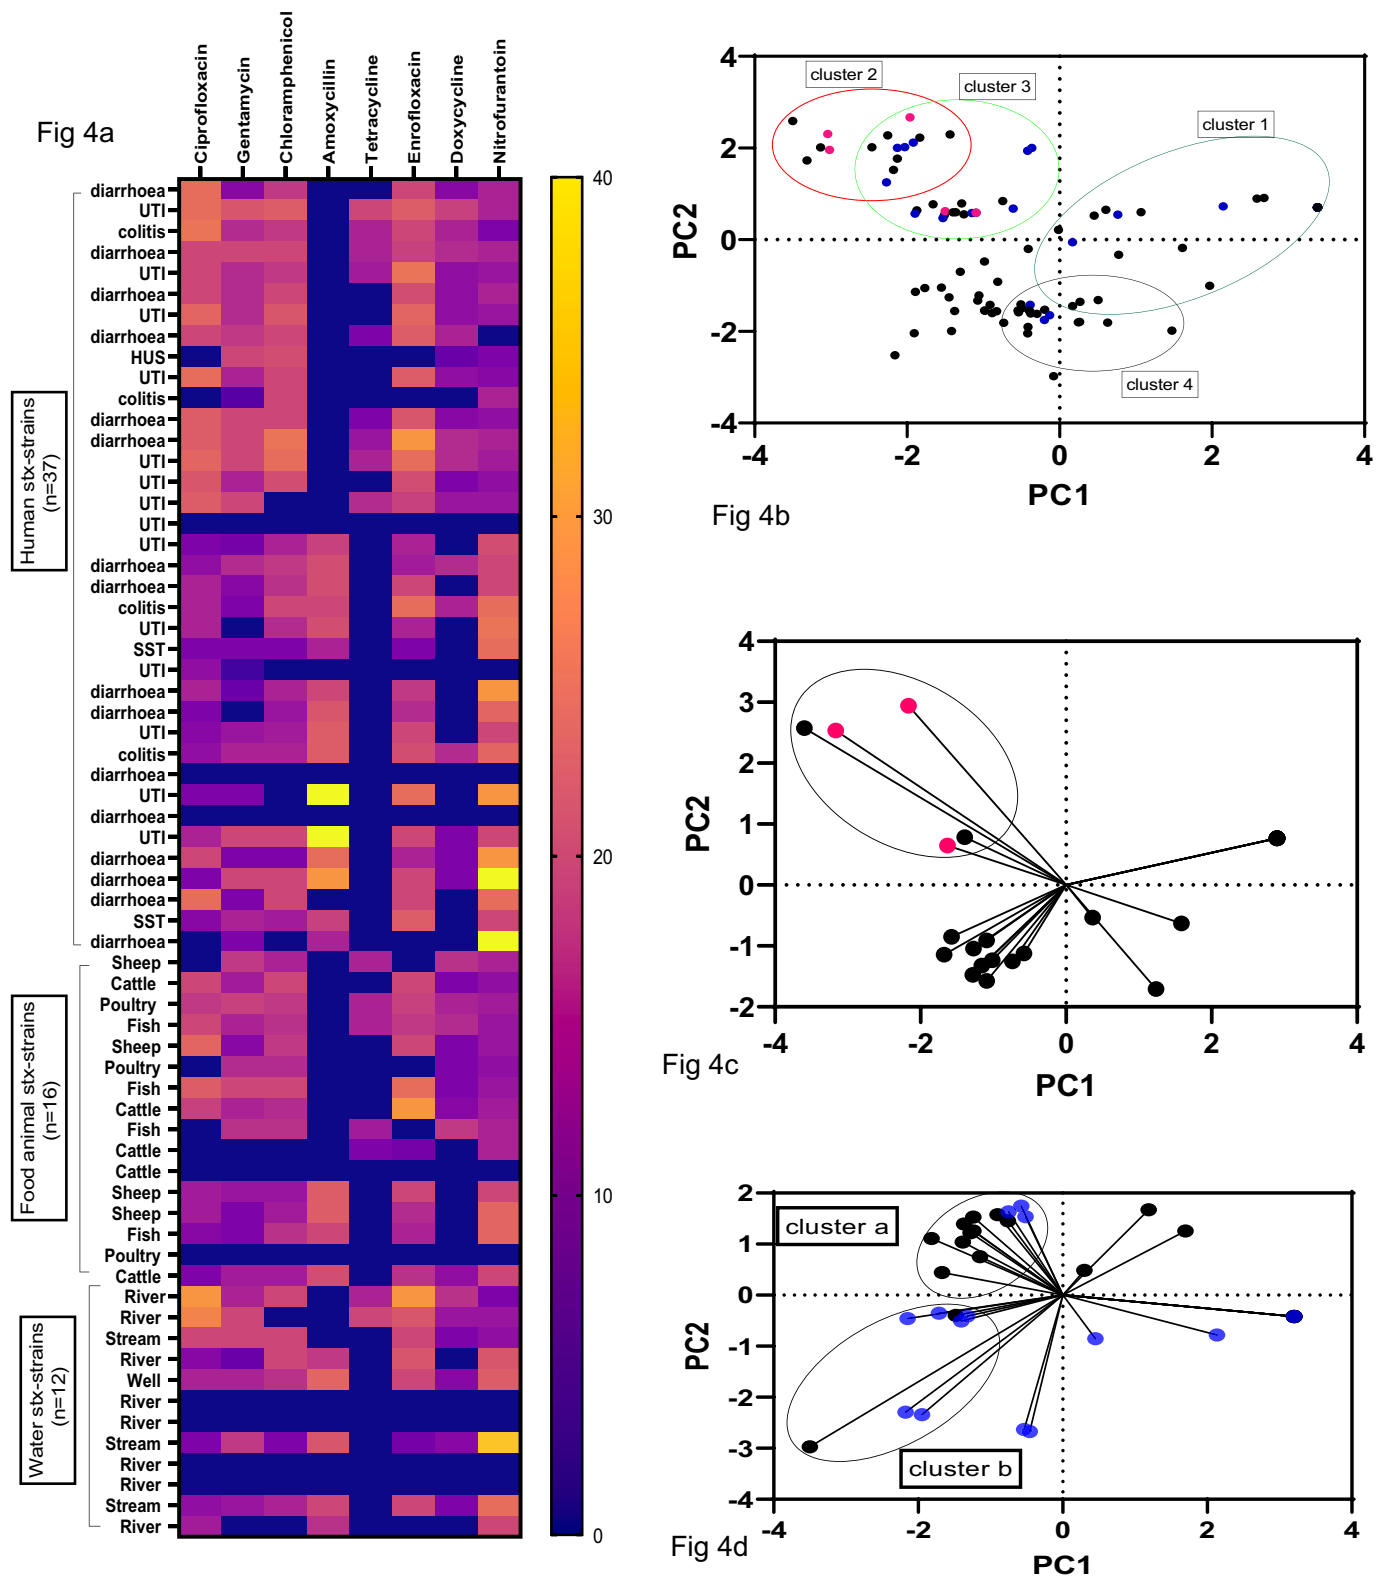 Fig 4a
Ciprofloxacin
Gentamycin
Chloramphenicol
Amoxycillin
Tetracycline
Enrofloxacin
Doxycycline
Nitrofurantoin
Human stx-strains
(n=37)
diarrhoea
UTI
colitis
diarrhoea
UTI
diarrhoea
UTI
diarrhoea
HUS
UTI
colitis
diarrhoea
diarrhoea
UTI
UTI
UTI
UTI
UTI
diarrhoea
diarrhoea
colitis
UTI
SST
UTI
diarrhoea
diarrhoea
UTI
colitis
diarrhoea
UTI
diarrhoea
UTI
diarrhoea
diarrhoea
diarrhoea
SST
diarrhoea
Food animal stx-strains
(n=16)
Sheep
Cattle
Poultry
Fish
Sheep
Poultry
Fish
Cattle
Fish
Cattle
Cattle
Sheep
Sheep
Fish
Poultry
Cattle
Water stx-strains
(n=12)
River
River
Stream
River
Well
River
River
Stream
River
River
Stream
River
40
30
20
10
0
4
2
0
-2
-4
PC2
cluster 2
cluster 3
cluster 1
cluster 4
-4
-2
0
2
4
PC1
Fig 4b
4
3
2
1
0
-1
-2
PC2
-4
-2
0
2
4
PC1
Fig 4c
2
1
0
-1
-2
-3
-4
PC2
cluster a
cluster b
-4
-2
0
2
4
PC1
Fig 4d